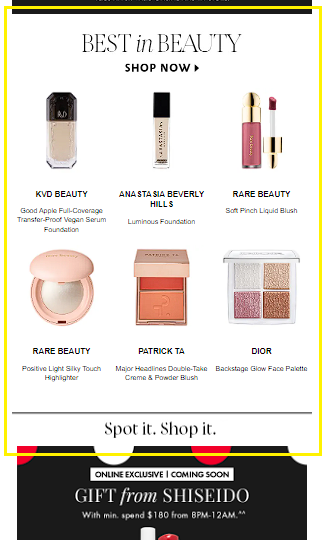 BEST in BEAUTY
SHOP NOW
KVD BEAUTY
Good Apple Full-Coverage
Transfer-Proof Vegan Serum
Foundation
ANASTASIA BEVERLY
HILLS
Luminous Foundation
RARE BEAUTY
Soft Pinch Liquid Blush
RARE BEAUTY
Positive Light Silky Touch
Highlighter
PATRICK TA
Major Headlines Double-Take
Creme & Powder Blush
DIOR
Backstage Glow Face Palette
Spot it. Shop it.
ONLINE EXCLUSIVE | COMING SOON
GIFT from SHISEIDO
With min. spend $180 from 8PM-12AM.^^